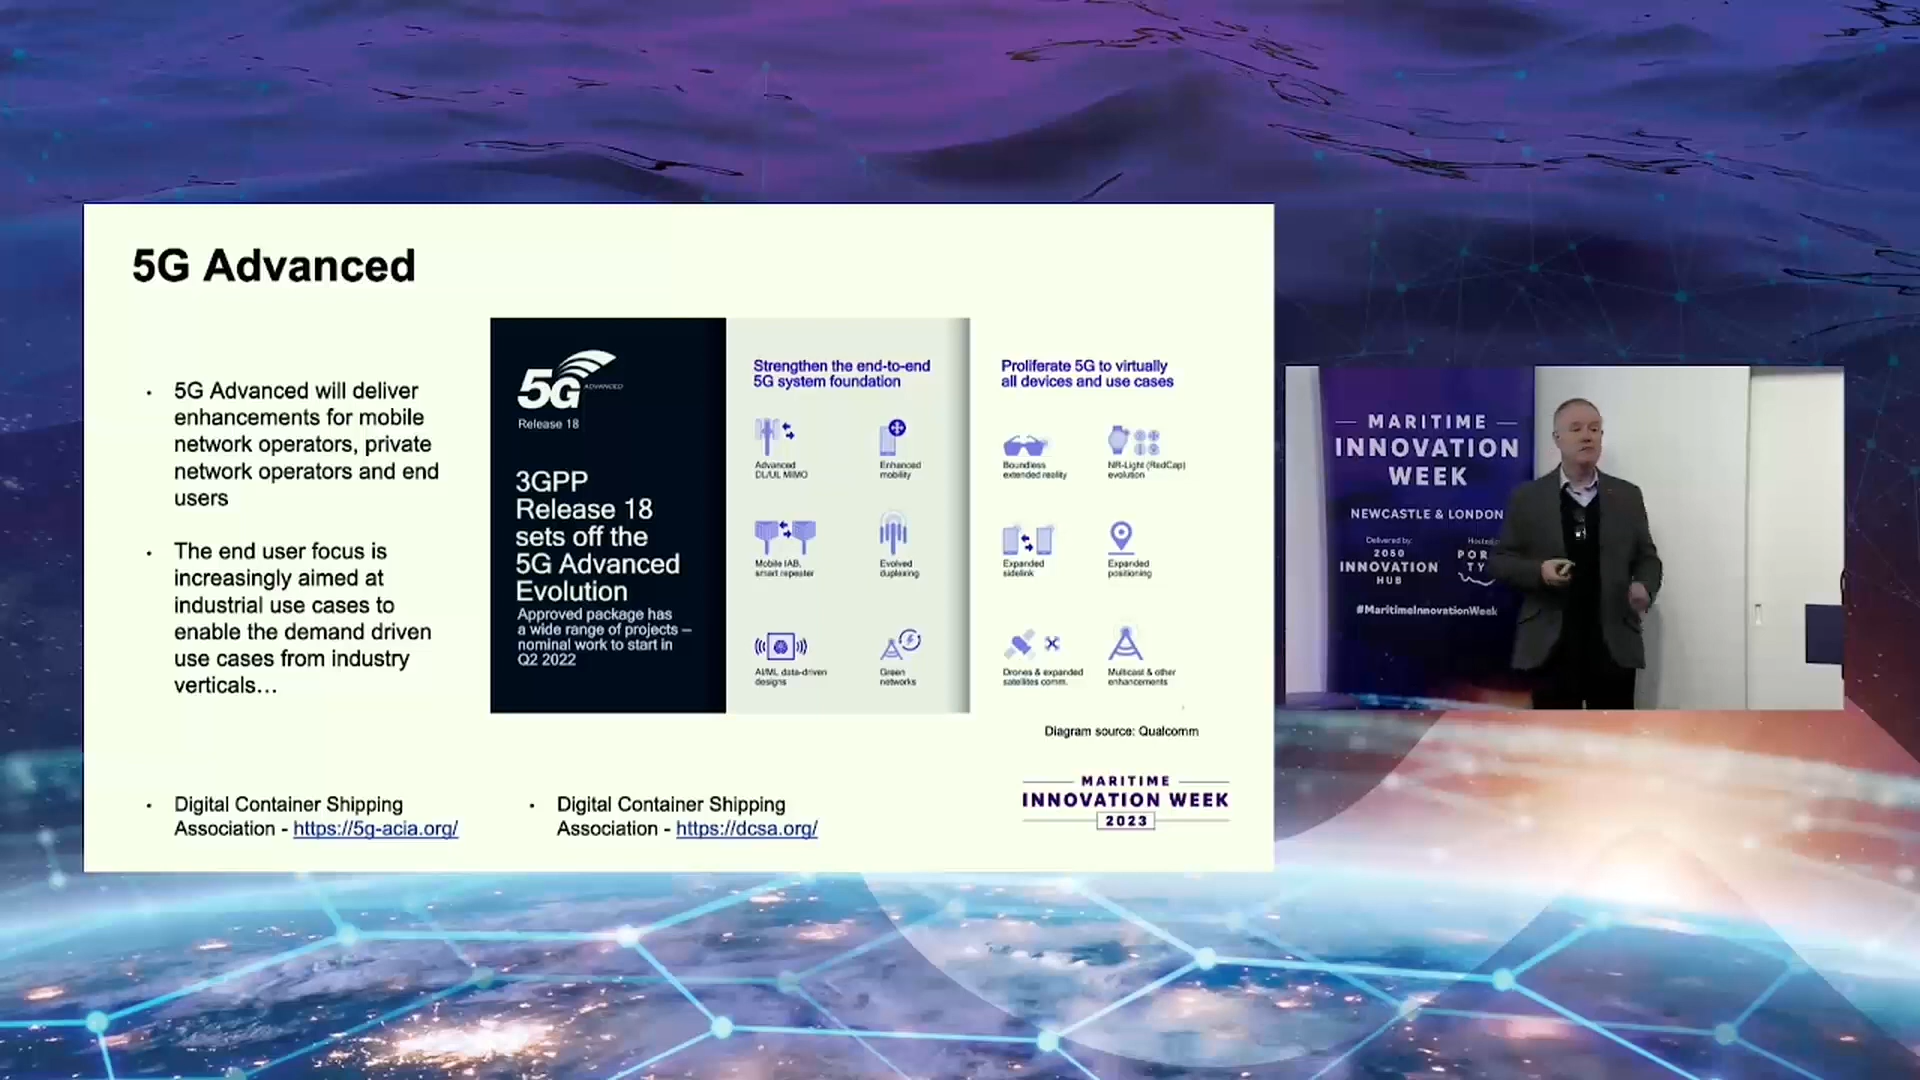 5G Advanced
5G Advanced will deliver
enhancements for mobile
network operators, private
network operators and end
users
The end user focus is
increasingly aimed at
industrial use cases to
enable the demand driven
use cases from industry
verticals…
5G ADVANCED
Release 18
3GPP
Release 18
sets off the
5G Advanced
Evolution
Approved package has
a wide range of projects –
nominal work to start in
Q2 2022
Strengthen the end-to-end
5G system foundation
Advanced
DL/UL MIMO
Enhanced
mobility
Mobile IAB,
smart repeater
Evolved
duplexing
AI/ML data-driven
designs
Green
networks
Proliferate 5G to virtually
all devices and use cases
Boundless
extended reality
NR-Light (RedCap)
evolution
Expanded
sidelink
Expanded
positioning
Drones & expanded
satellites comm.
Multicast & other
enhancements
Diagram source: Qualcomm
Digital Container Shipping
Association - https://5g-acia.org/
Digital Container Shipping
Association - https://dcsa.org/
MARITIME
INNOVATION WEEK
2023
MARITIME
INNOVATION
WEEK
NEWCASTLE & LONDON
Delivered by:
2050
INNOVATION
HUB
Hosted
POR
TY
#MaritimeInnovationWeek